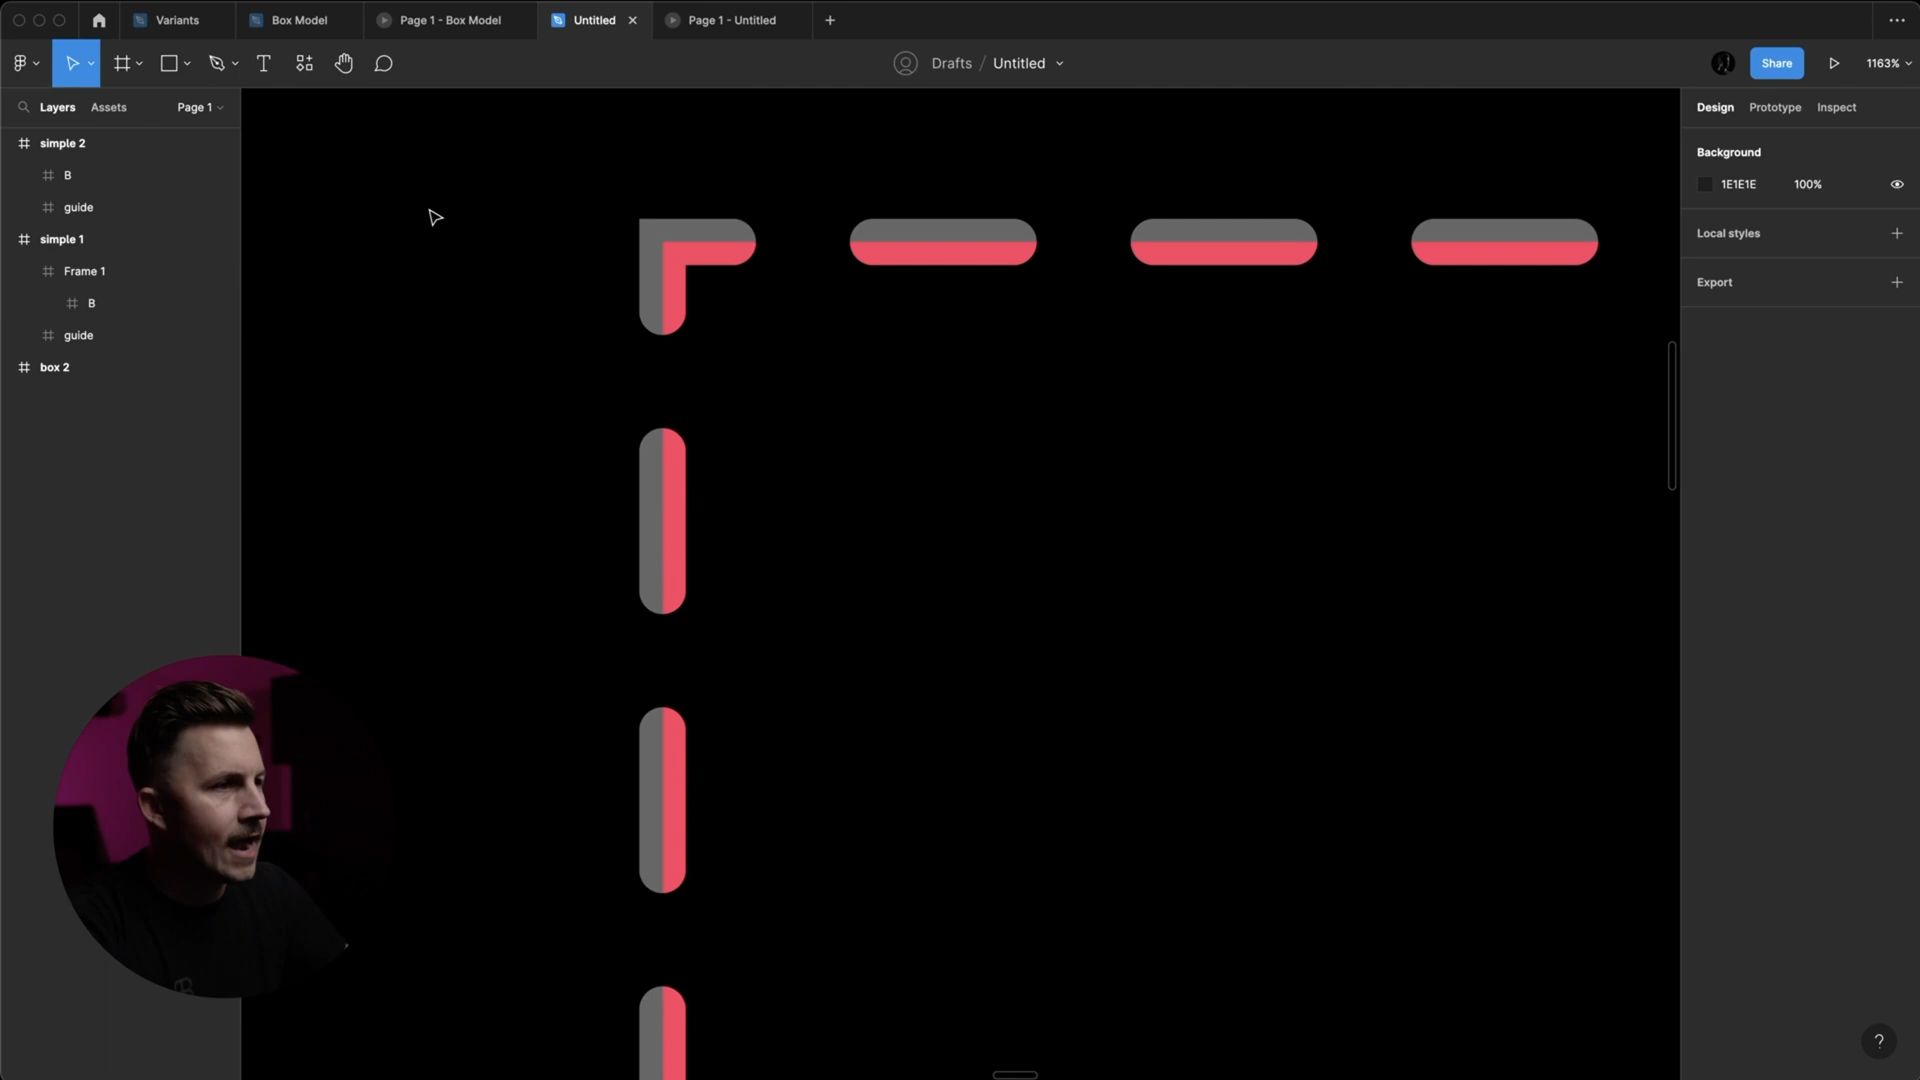 Variants
Box Model
Page 1 - Box Model
Untitled
Page 1 - Untitled
Drafts / Untitled
Share
1163%
Layers
Assets
Page 1
Design
Prototype
Inspect
simple 2
B
guide
simple 1
Frame 1
B
guide
box 2
Background
1E1E1E
100%
Local styles
Export
?